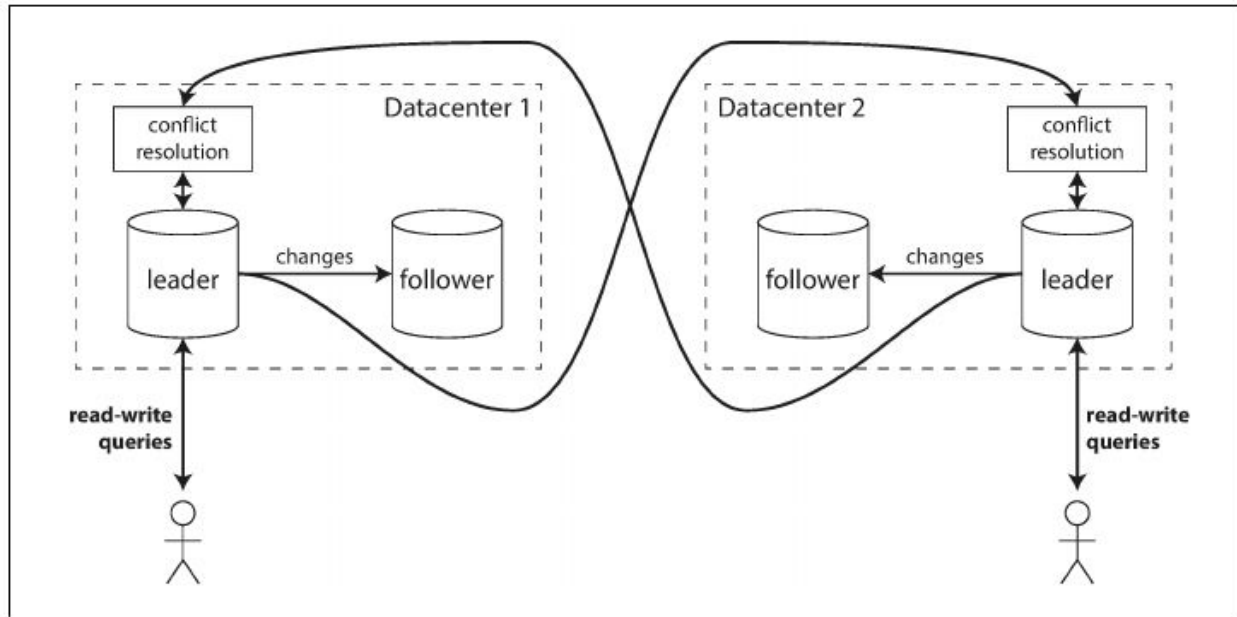 Datacenter 1
conflict
resolution
leader
changes
follower
read-write
queries
Datacenter 2
conflict
resolution
follower
changes
leader
read-write
queries